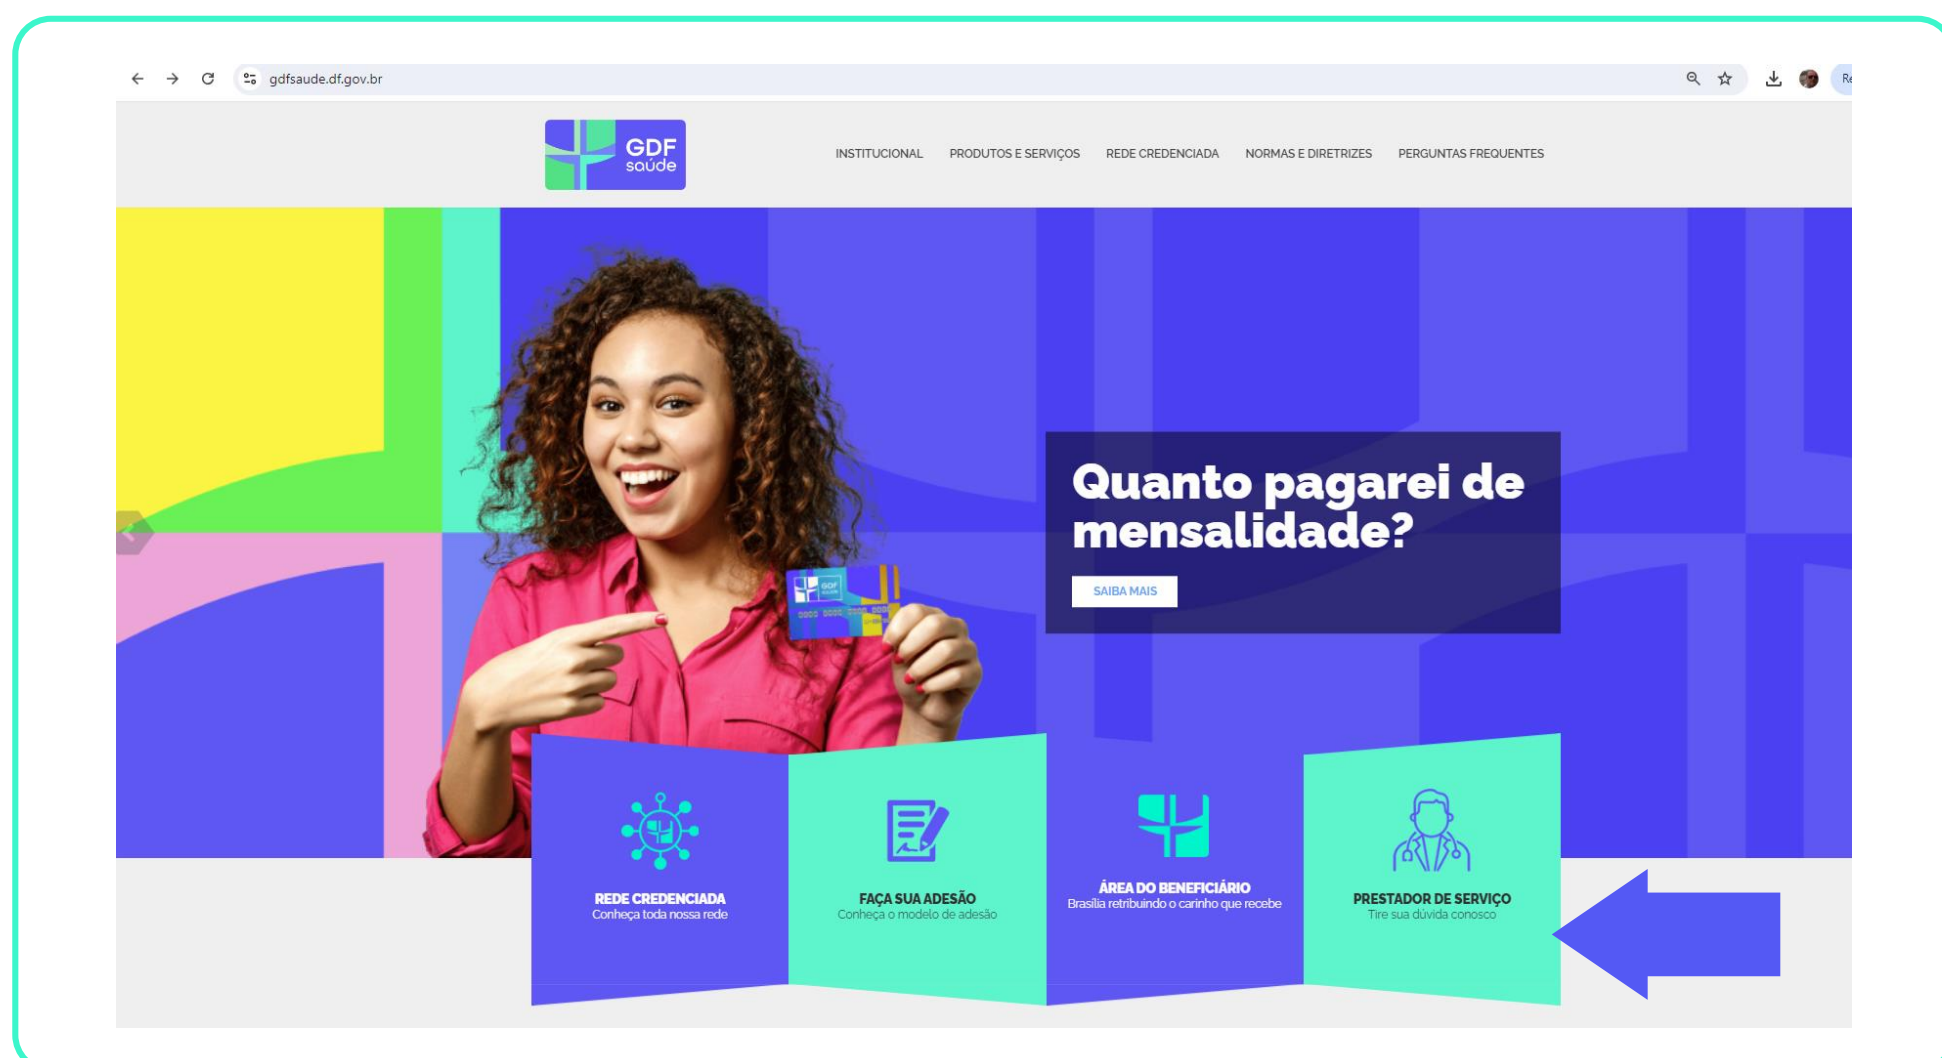 gdfsaude.df.gov.br
GDF
saúde
INSTITUCIONAL PRODUTOS E SERVIÇOS REDE CREDENCIADA NORMAS E DIRETRIZES PERGUNTAS FREQUENTES
Quanto pagarei de
mensalidade?
SAIBA MAIS
GDF
REDE CREDENCIADA
Conheça toda nossa rede
FAÇA SUA ADESÃO
Conheça o modelo de adesão
ÁREA DO BENEFICIÁRIO
Brasília retribuindo o carinho que recebe
PRESTADOR DE SERVIÇO
Tire sua dúvida conosco